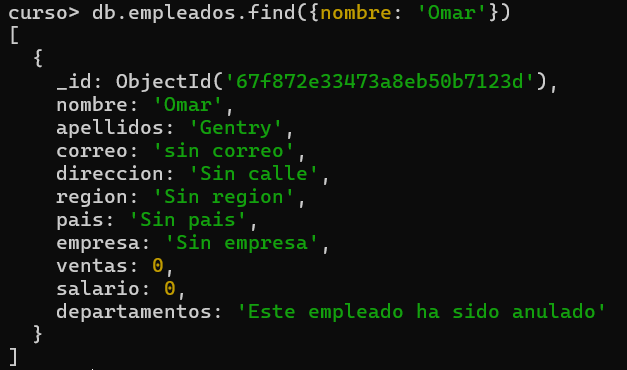 curso> db.empleados.find({nombre: 'Omar'})
[
  {
    _id: ObjectId('67f872e33473a8eb50b7123d'),
    nombre: 'Omar',
    apellidos: 'Gentry',
    correo: 'sin correo',
    direccion: 'Sin calle',
    region: 'Sin region',
    pais: 'Sin pais',
    empresa: 'Sin empresa',
    ventas: 0,
    salario: 0,
    departamentos: 'Este empleado ha sido anulado'
  }
]